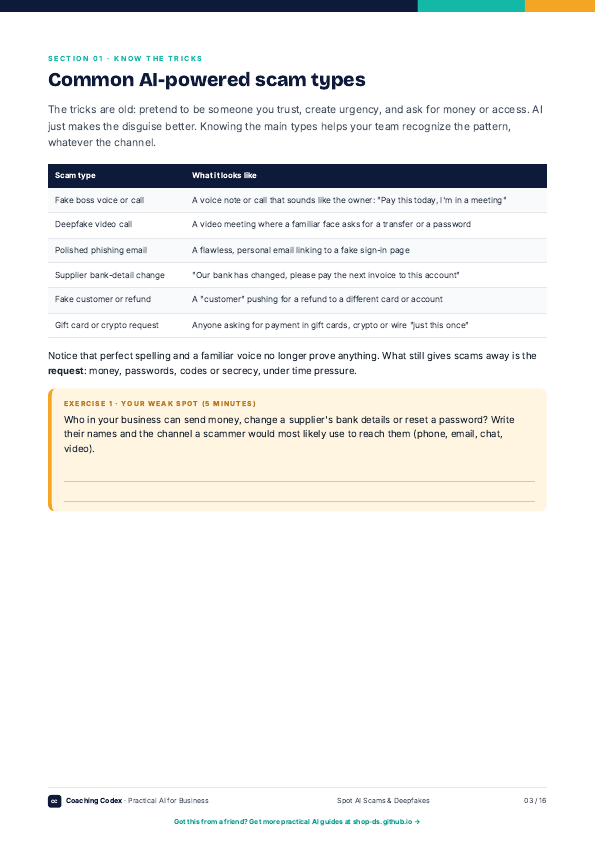 SECTION 01 · KNOW THE TRICKS
Common AI-powered scam types
The tricks are old: pretend to be someone you trust, create urgency, and ask for money or access. AI
just makes the disguise better. Knowing the main types helps your team recognize the pattern,
whatever the channel.
Scam type What it looks like
Fake boss voice or call A voice note or call that sounds like the owner: "Pay this today, I'm in a meeting"
Deepfake video call A video meeting where a familiar face asks for a transfer or a password
Polished phishing email A flawless, personal email linking to a fake sign-in page
Supplier bank-detail change "Our bank has changed, please pay the next invoice to this account"
Fake customer or refund A "customer" pushing for a refund to a different card or account
Gift card or crypto request Anyone asking for payment in gift cards, crypto or wire "just this once"
Notice that perfect spelling and a familiar voice no longer prove anything. What still gives scams away is the
request: money, passwords, codes or secrecy, under time pressure.
EXERCISE 1 · YOUR WEAK SPOT (5 MINUTES)
Who in your business can send money, change a supplier's bank details or reset a password? Write
their names and the channel a scammer would most likely use to reach them (phone, email, chat,
video).
cc Coaching Codex · Practical AI for Business Spot AI Scams & Deepfakes 03 / 16
Got this from a friend? Get more practical AI guides at shop-ds.github.io →